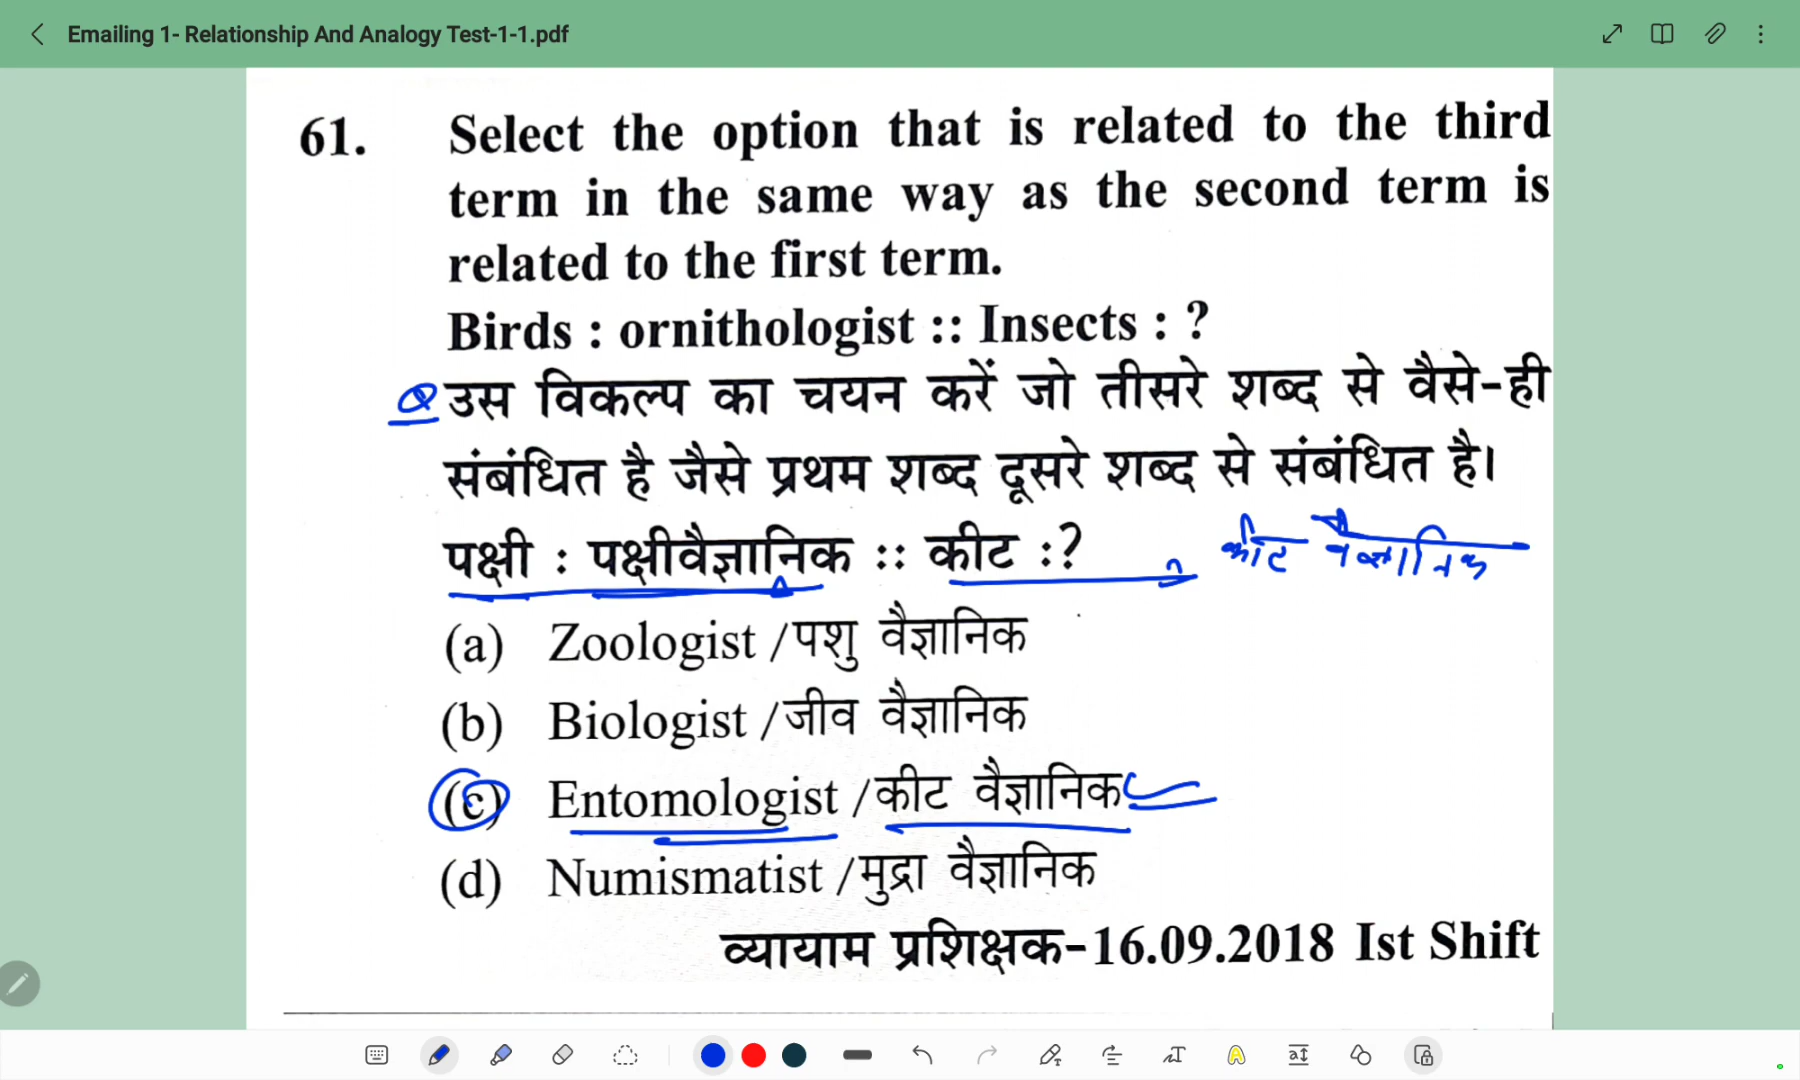 Emailing 1- Relationship And Analogy Test-1-1.pdf
61. Select the option that is related to the third
term in the same way as the second term is
related to the first term.
Birds : ornithologist :: Insects : ?
उस विकल्प का चयन करें जो तीसरे शब्द से वैसे-ही
संबंधित है जैसे प्रथम शब्द दूसरे शब्द से संबंधित है।
पक्षी : पक्षीवैज्ञानिक :: कीट :? कीट वैज्ञानिक
(a) Zoologist /पशु वैज्ञानिक
(b) Biologist /जीव वैज्ञानिक
(c) Entomologist /कीट वैज्ञानिक
(d) Numismatist /मुद्रा वैज्ञानिक
व्यायाम प्रशिक्षक-16.09.2018 Ist Shift